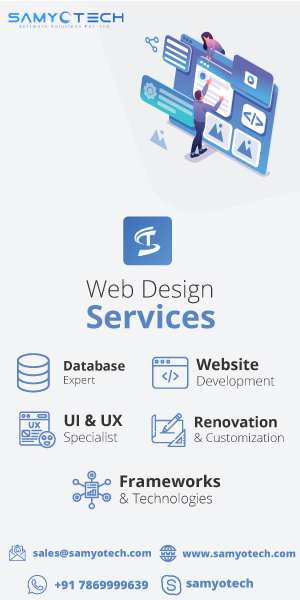 SAMYOTECH
Software Solutions Pvt. Ltd.
Web Design
Services
Database
Expert
Website
Development
UX
UI & UX
Specialist
Renovation
& Customization
Frameworks
& Technologies
sales@samyotech.com
www.samyotech.com
+91 7869999639
samyotech